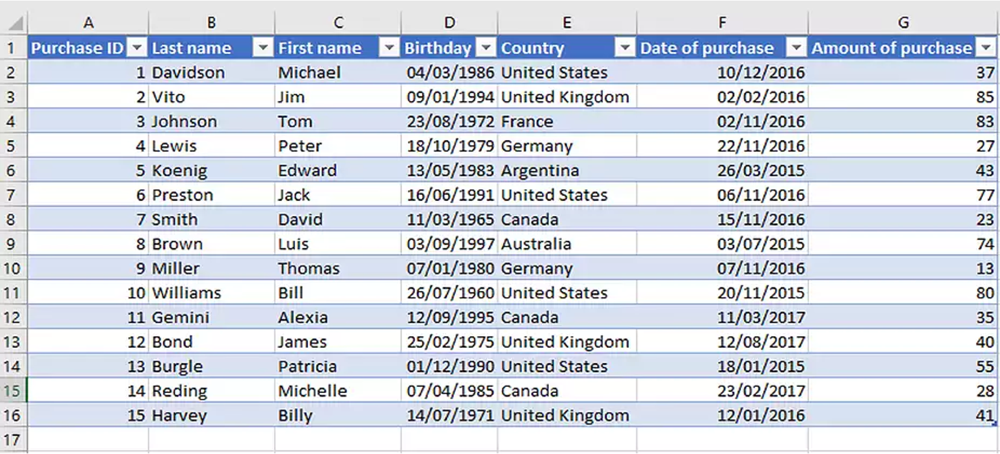 A B C D E F G
1 Purchase ID Last name First name Birthday Country Date of purchase Amount of purchase
2 1 Davidson Michael 04/03/1986 United States 10/12/2016 37
3 2 Vito Jim 09/01/1994 United Kingdom 02/02/2016 85
4 3 Johnson Tom 23/08/1972 France 02/11/2016 83
5 4 Lewis Peter 18/10/1979 Germany 22/11/2016 27
6 5 Koenig Edward 13/05/1983 Argentina 26/03/2015 43
7 6 Preston Jack 16/06/1991 United States 06/11/2016 77
8 7 Smith David 11/03/1965 Canada 15/11/2016 23
9 8 Brown Luis 03/09/1997 Australia 03/07/2015 74
10 9 Miller Thomas 07/01/1980 Germany 07/11/2016 13
11 10 Williams Bill 26/07/1960 United States 20/11/2015 80
12 11 Gemini Alexia 12/09/1995 Canada 11/03/2017 35
13 12 Bond James 25/02/1975 United Kingdom 12/08/2017 40
14 13 Burgle Patricia 01/12/1990 United States 18/01/2015 55
15 14 Reding Michelle 07/04/1985 Canada 23/02/2017 28
16 15 Harvey Billy 14/07/1971 United Kingdom 12/01/2016 41
17